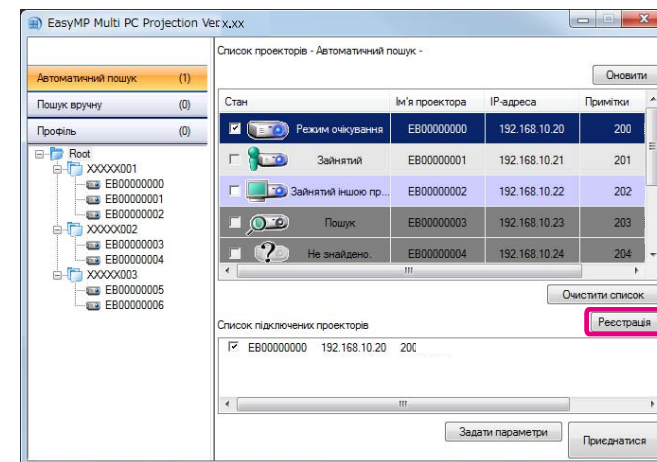 EasyMP Multi PC Projection Ver.x.xx
Список проекторів - Автоматичний пошук -
Автоматичний пошук (1)
Оновити
Пошук вручну (0)
Профіль (0)
Стан Ім'я проектора IP-адреса Примітки
Режим очікування EB00000000 192.168.10.20 200
Зайнятий EB00000001 192.168.10.21 201
Зайнятий іншою пр... EB00000002 192.168.10.22 202
Пошук EB00000003 192.168.10.23 203
Не знайдено. EB00000004 192.168.10.24 204
Root
XXXXX001
EB00000000
EB00000001
EB00000002
XXXXX002
EB00000003
EB00000004
XXXXX003
EB00000005
EB00000006
Очистити список
Реєстрація
Список підключених проекторів
EB00000000 192.168.10.20 200
Задати параметри
Приєднатися